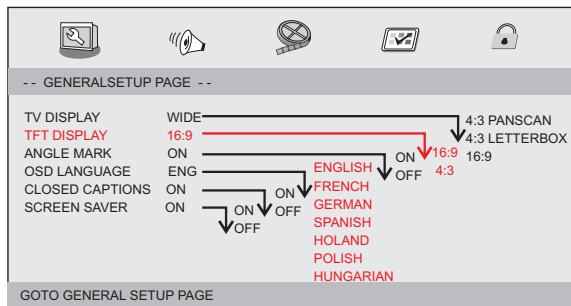 - - GENERALSETUP PAGE - -
TV DISPLAY WIDE 4:3 PANSCAN
TFT DISPLAY 16:9 4:3 LETTERBOX
ANGLE MARK ON ON 16:9 16:9
OSD LANGUAGE ENG ENGLISH OFF 4:3
CLOSED CAPTIONS ON ON FRENCH
SCREEN SAVER ON ON OFF GERMAN
OFF SPANISH
HOLAND
POLISH
HUNGARIAN
GOTO GENERAL SETUP PAGE